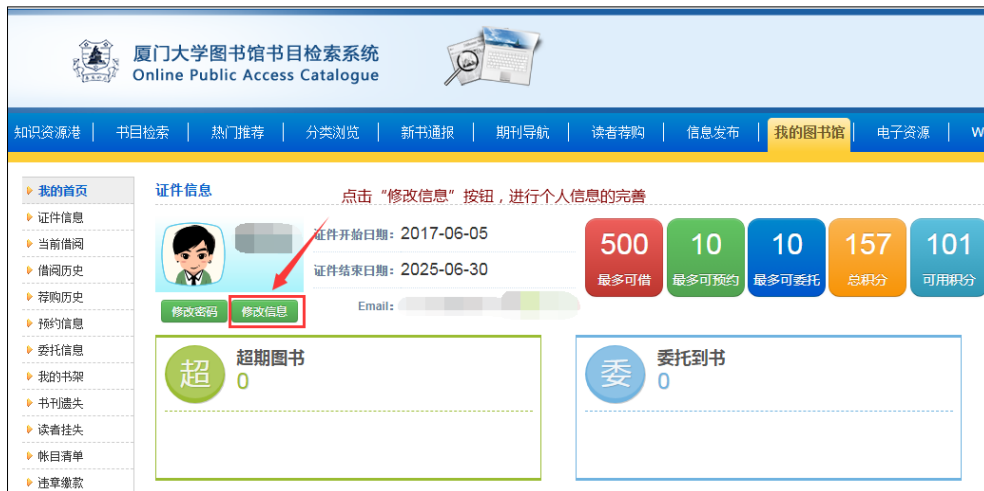 厦门大学图书馆书目检索系统
Online Public Access Catalogue
知识资源港 书目检索 热门推荐 分类浏览 新书通报 期刊导航 读者荐购 信息发布 我的图书馆 电子资源 W
我的首页
证件信息
当前借阅
借阅历史
荐购历史
预约信息
委托信息
我的书架
书刊遗失
读者挂失
帐目清单
违章缴款
证件信息
点击“修改信息”按钮，进行个人信息的完善
证件开始日期: 2017-06-05
证件结束日期: 2025-06-30
Email:
修改密码 修改信息
500 10 10 157 101
最多可借 最多可预约 最多可委托 总积分 可用积分
超 超期图书
0
委 委托到书
0